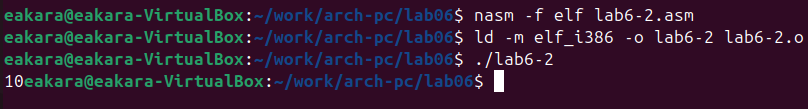 eakara@eakara-VirtualBox:~/work/arch-pc/lab06$ nasm -f elf lab6-2.asm
eakara@eakara-VirtualBox:~/work/arch-pc/lab06$ ld -m elf_i386 -o lab6-2 lab6-2.o
eakara@eakara-VirtualBox:~/work/arch-pc/lab06$ ./lab6-2
10eakara@eakara-VirtualBox:~/work/arch-pc/lab06$